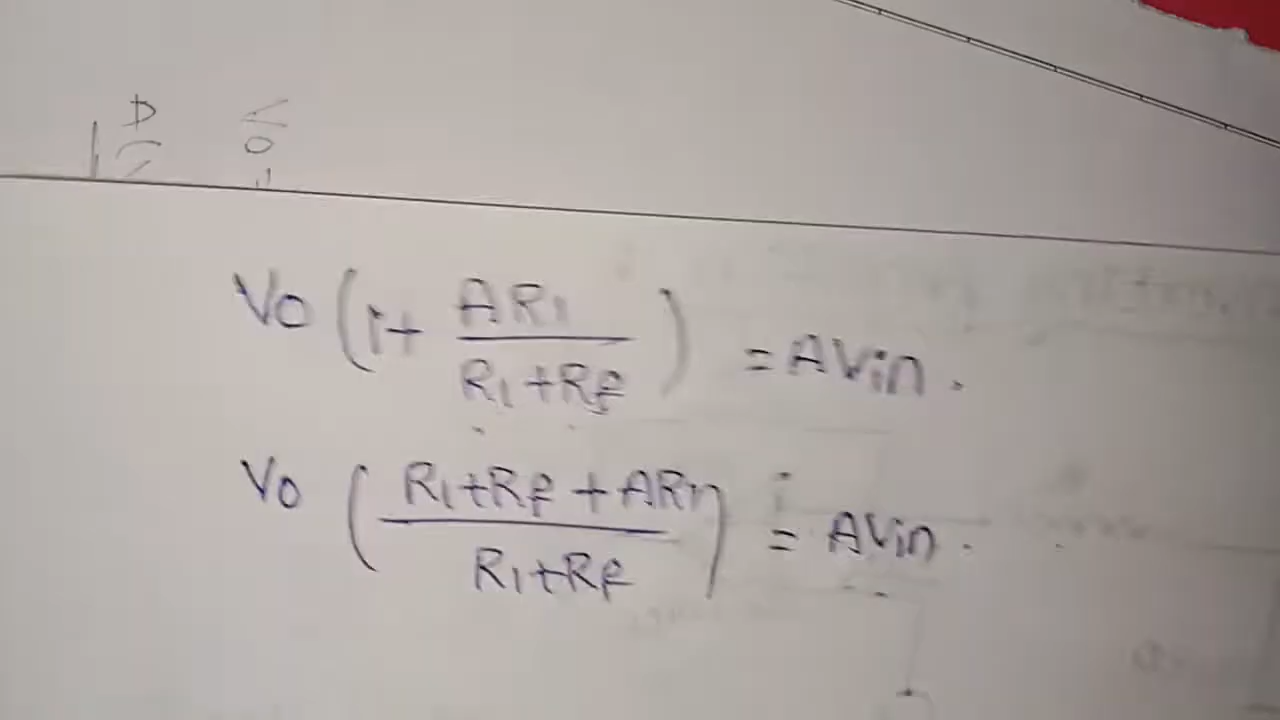 Vo (1 + AR1 / R1+Rf) = AVin.
Vo (R1+Rf + AR1 / R1+Rf) = AVin.